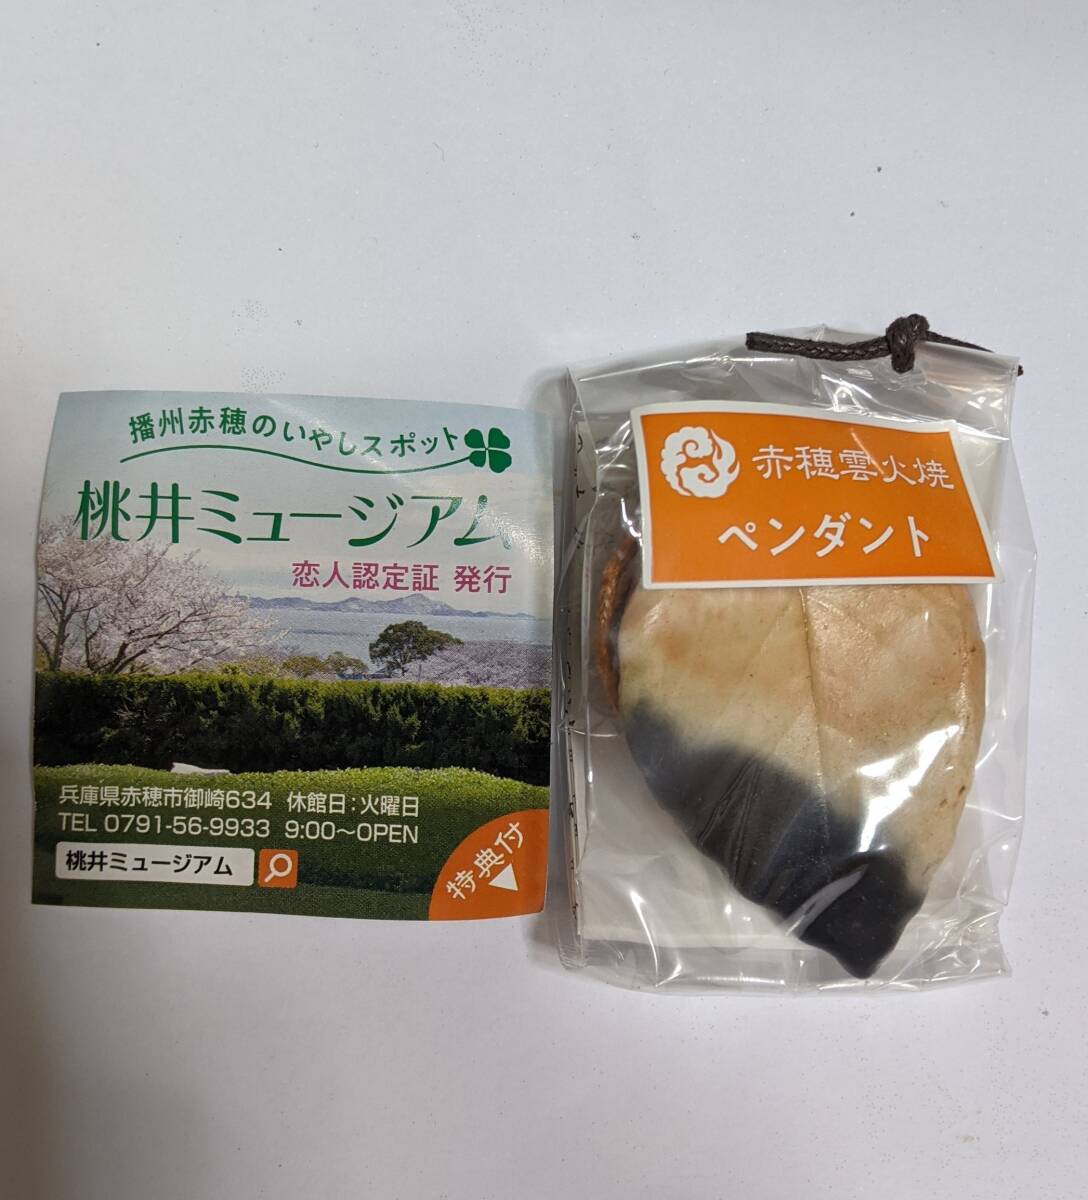 播州赤穂のいやしスポット
桃井ミュージアム
恋人認定証 発行
兵庫県赤穂市御崎634 休館日:火曜日
TEL 0791-56-9933 9:00〜OPEN
桃井ミュージアム
特典付
赤穂雲火焼
ペンダント